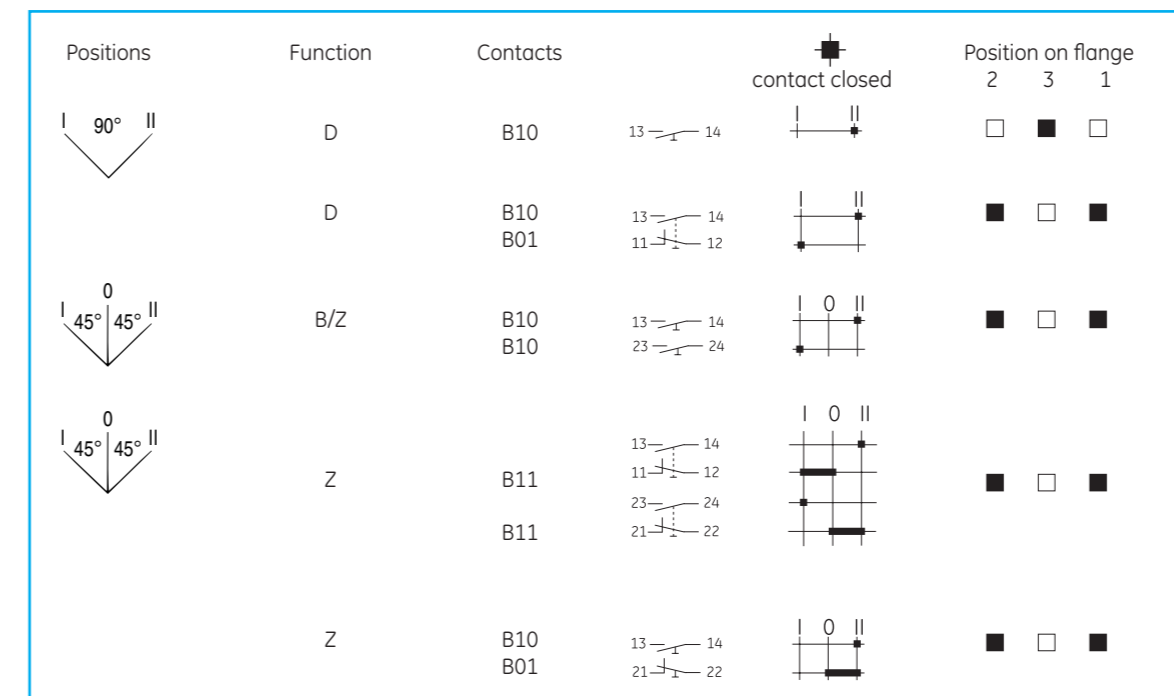 Positions Function Contacts Position on flange
contact closed 2 3 1
I 90° II D B10 13 14 I II
D B10 13 14 I II
B01 11 12
0
I 45° 45° II B/Z B10 13 14 I 0 II
B10 23 24
0 I 0 II
I 45° 45° II 13 14
Z B11 11 12
23 24
B11 21 22
Z B10 13 14 I 0 II
B01 21 22